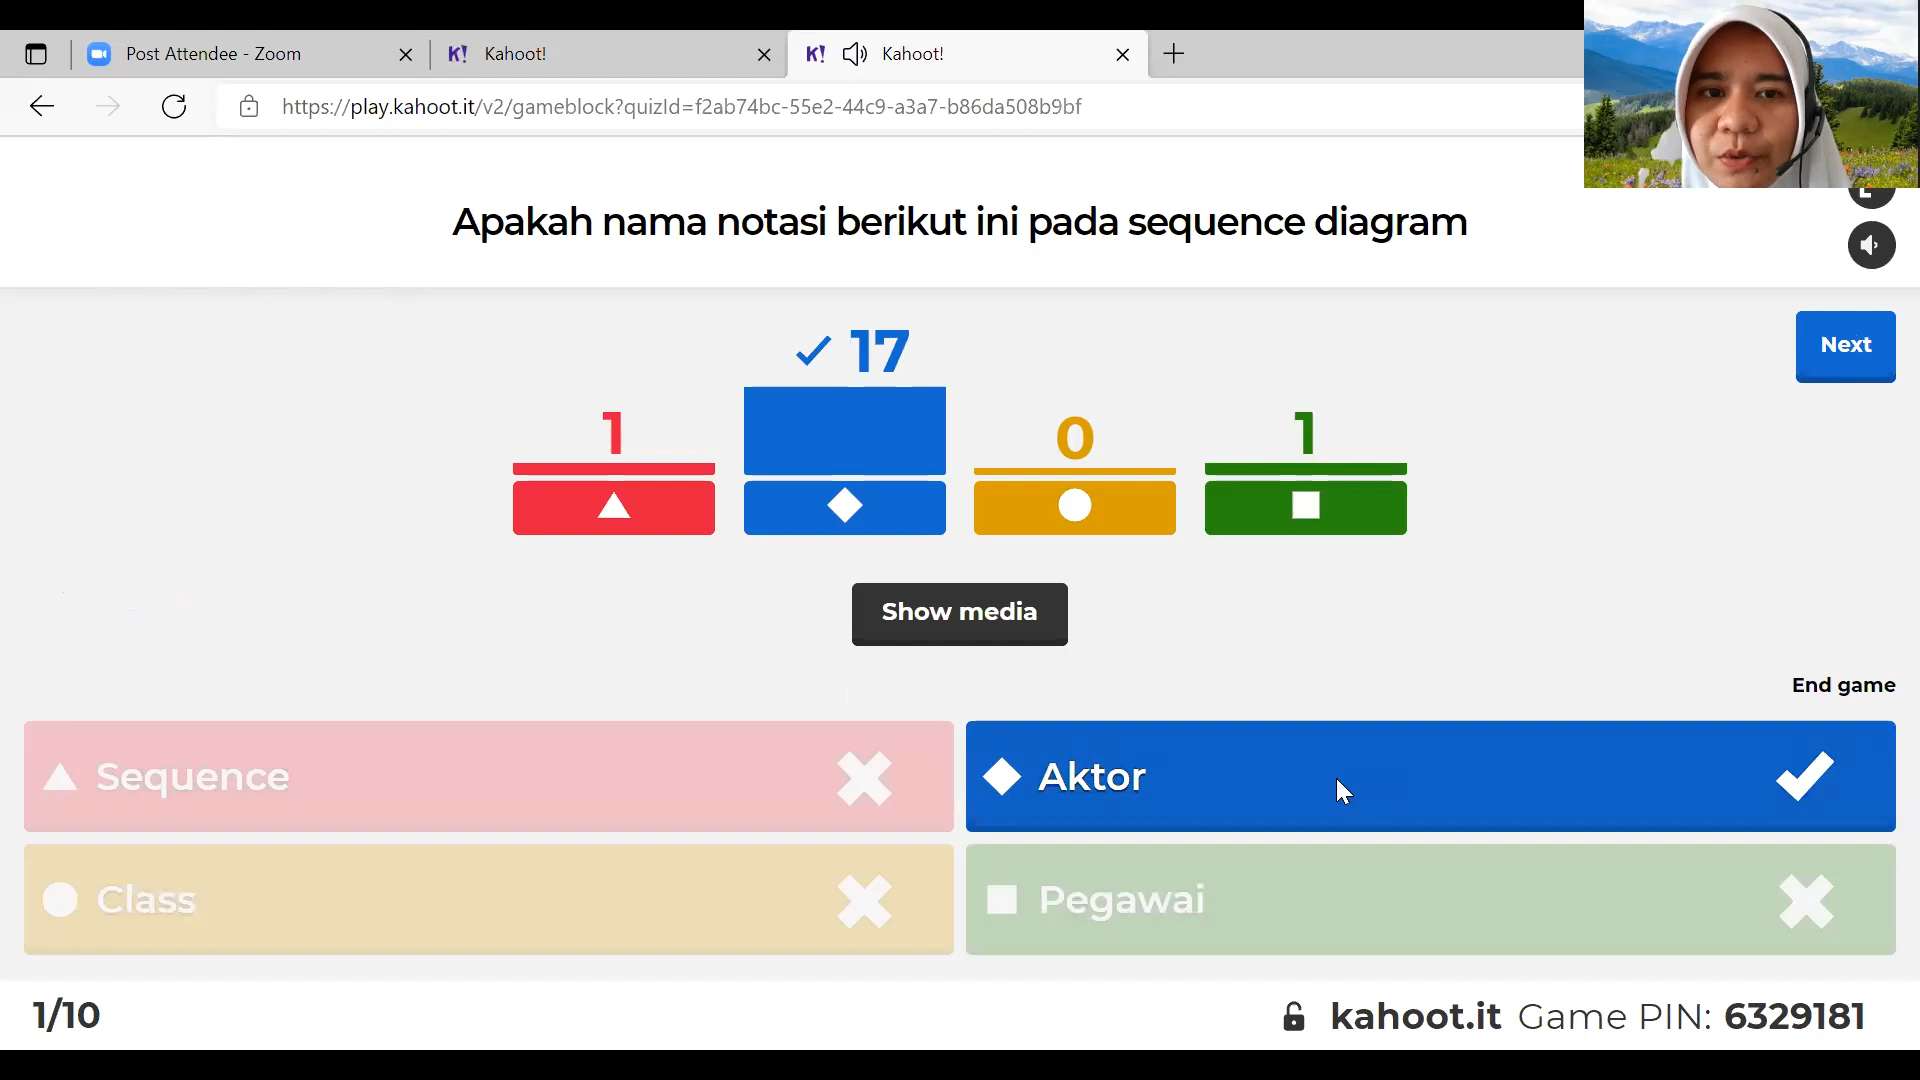 Post Attendee - Zoom
K! Kahoot!
K! Kahoot!
https://play.kahoot.it/v2/gameblock?quizId=f2ab74bc-55e2-44c9-a3a7-b86da508b9bf
Apakah nama notasi berikut ini pada sequence diagram
Next
1
17
0
1
Show media
End game
Sequence
Aktor
Class
Pegawai
1/10
kahoot.it Game PIN: 6329181